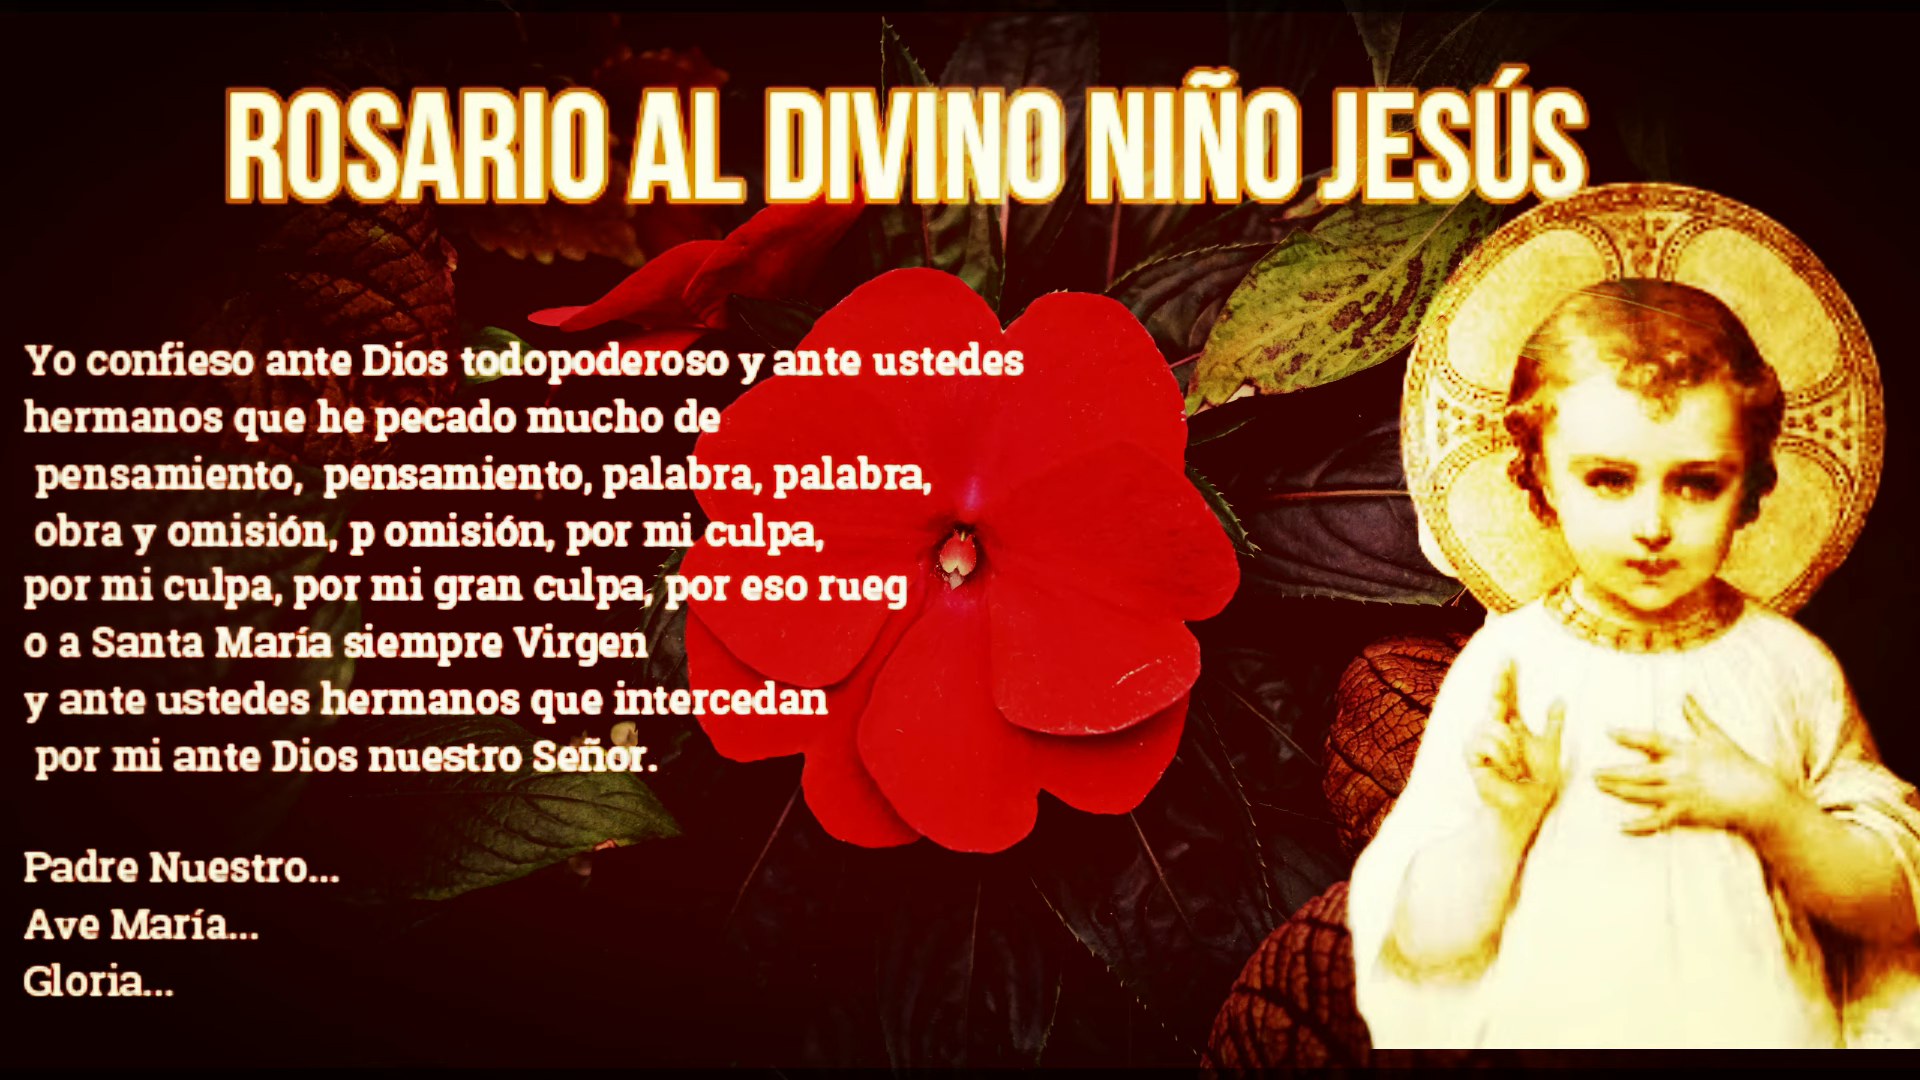 ROSARIO AL DIVINO NIÑO JESÚS
Yo confieso ante Dios todopoderoso y ante ustedes
hermanos que he pecado mucho de
pensamiento, pensamiento, palabra, palabra,
obra y omisión, p omisión, por mi culpa,
por mi culpa, por mi gran culpa, por eso rueg
o a Santa María siempre Virgen
y ante ustedes hermanos que intercedan
por mi ante Dios nuestro Señor.
Padre Nuestro...
Ave María...
Gloria...